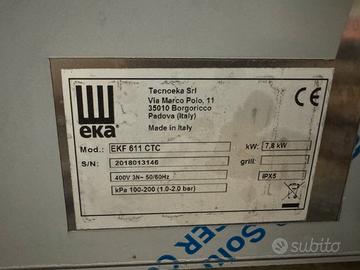 eka
Tecnoeka Srl
Via Marco Polo, 11
35010 Borgoricco
Padova (Italy)
Made in Italy
CE
Mod.: EKF 611 CTC
kW: 7,8 kW
S/N: 2018013146
grill:
400V 3N~ 50/60Hz
IPX5
kPa 100-200 (1.0-2.0 bar)
subito